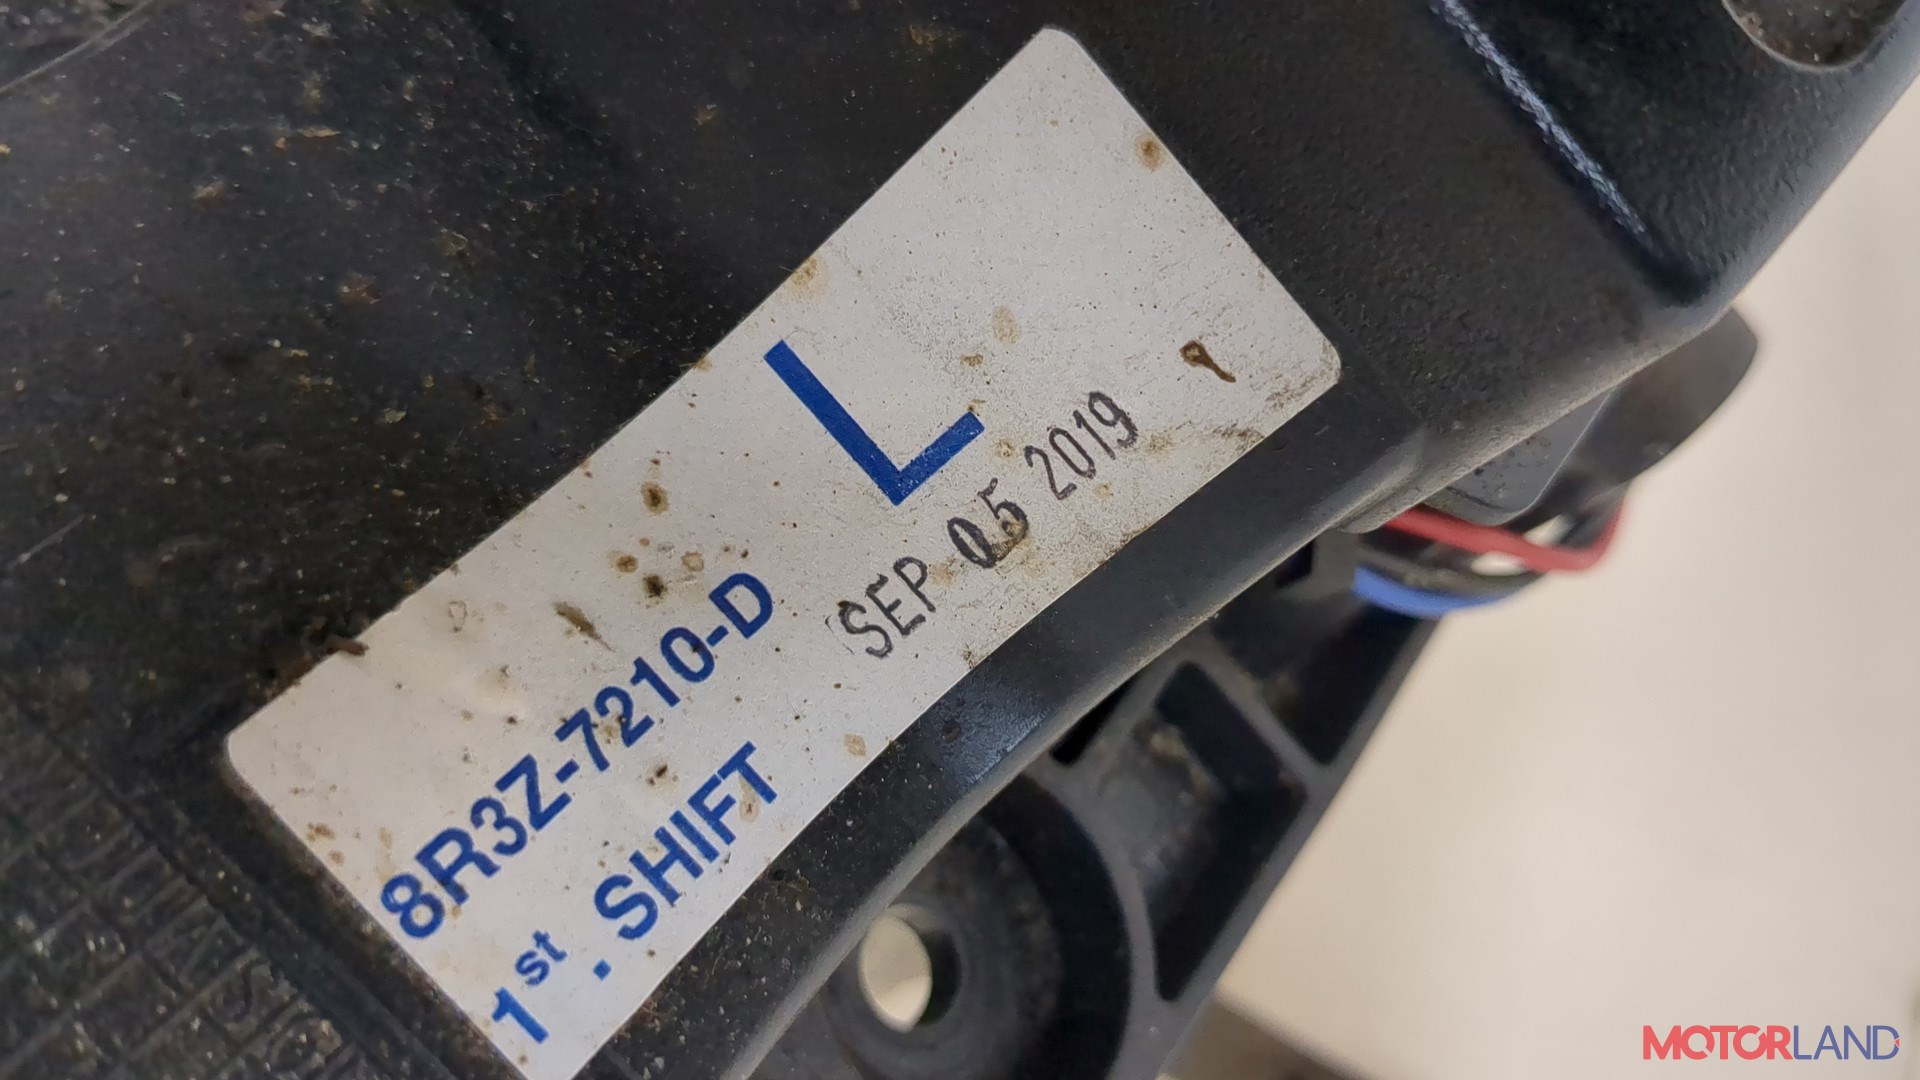 L
8R3Z-7210-D
SEP 05 2019
1st. SHIFT
MOTORLAND